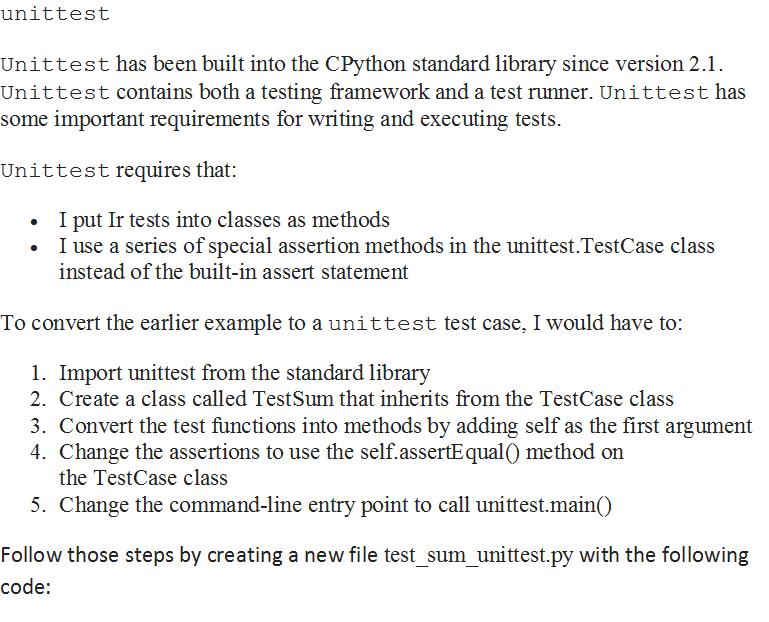 unittest
Unittest has been built into the CPython standard library since version 2.1.
Unittest contains both a testing framework and a test runner. Unittest has
some important requirements for writing and executing tests.
Unittest requires that:
• I put Ir tests into classes as methods
• I use a series of special assertion methods in the unittest.TestCase class
instead of the built-in assert statement
To convert the earlier example to a unittest test case, I would have to:
1. Import unittest from the standard library
2. Create a class called TestSum that inherits from the TestCase class
3. Convert the test functions into methods by adding self as the first argument
4. Change the assertions to use the self.assertEqual() method on
the TestCase class
5. Change the command-line entry point to call unittest.main()
Follow those steps by creating a new file test_sum_unittest.py with the following
code: